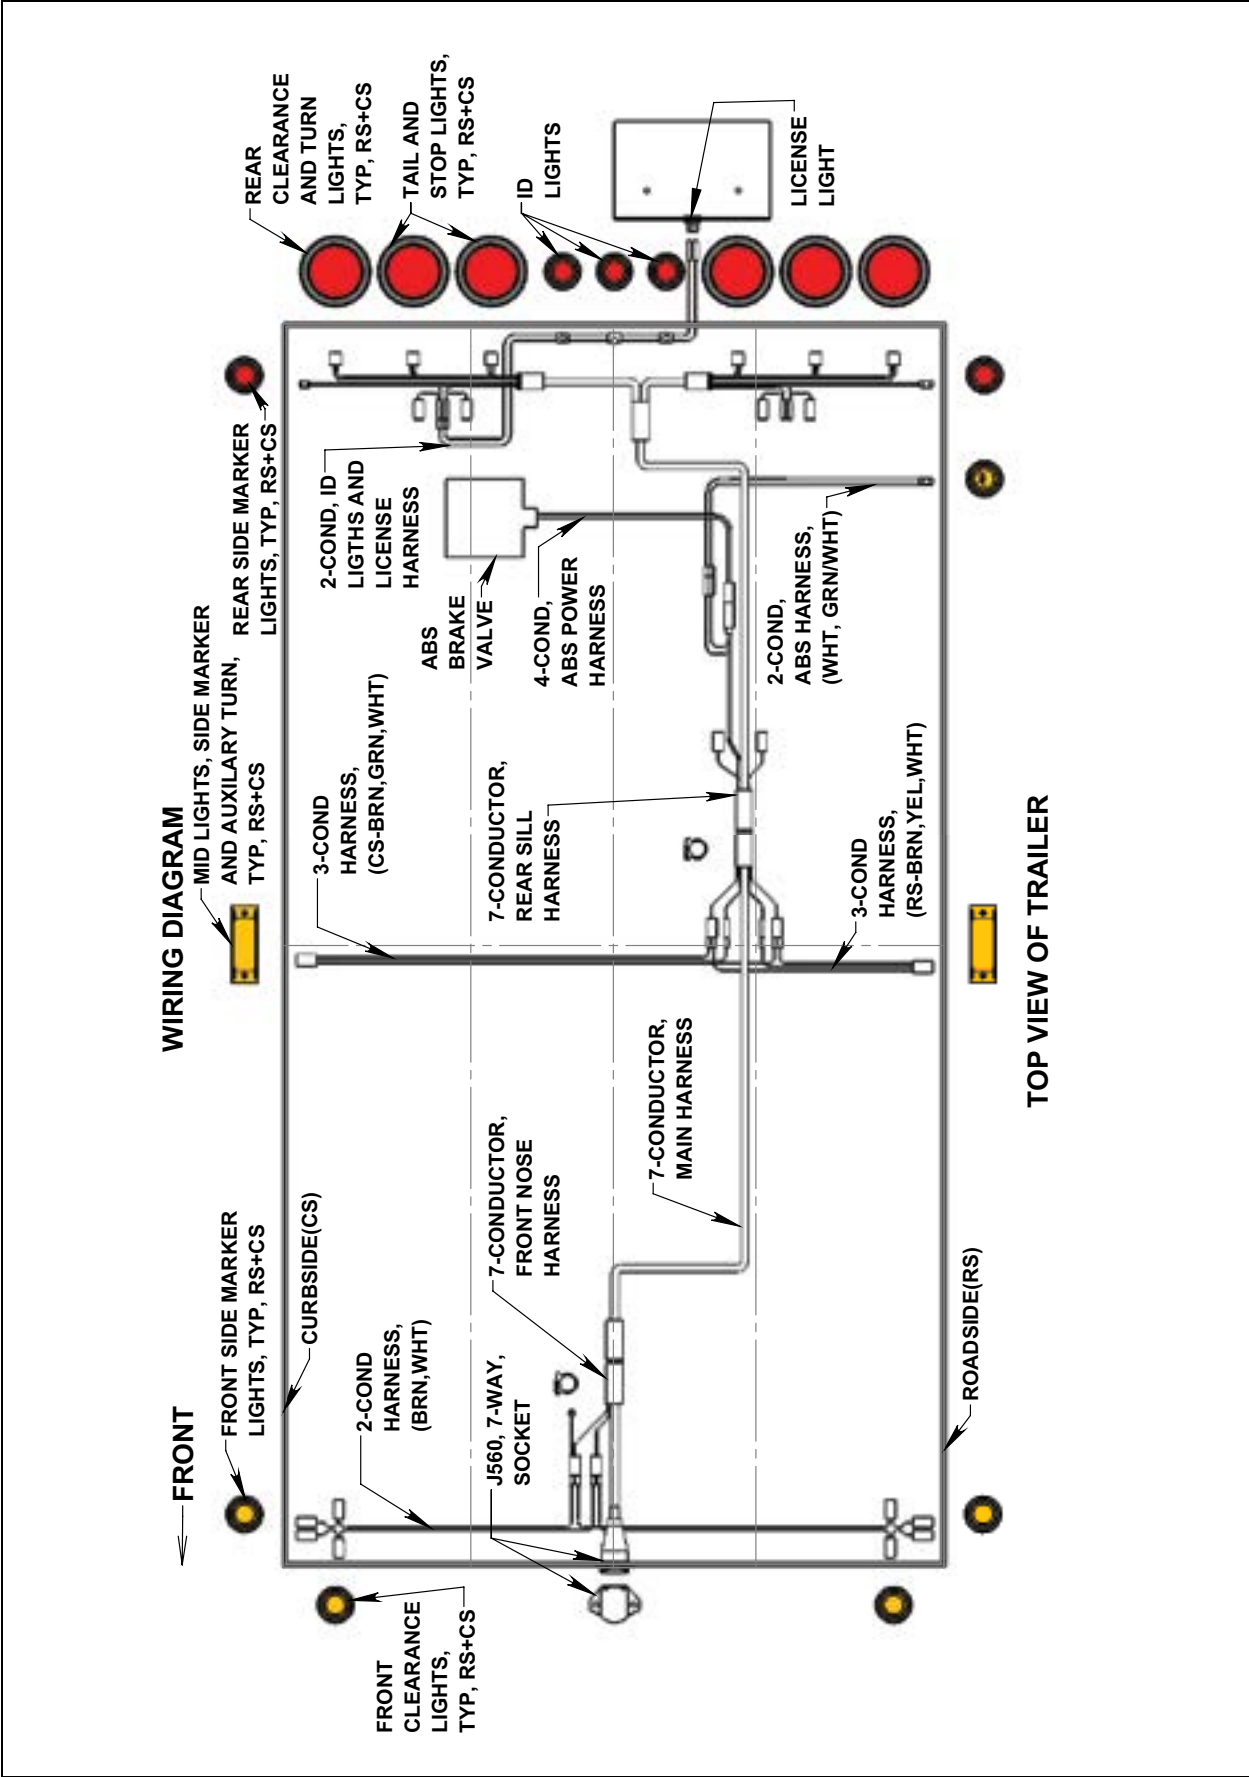 WIRING DIAGRAM
FRONT
FRONT SIDE MARKER
LIGHTS, TYP, RS+CS
MID LIGHTS, SIDE MARKER
AND AUXILARY TURN,
TYP, RS+CS
REAR SIDE MARKER
LIGHTS, TYP, RS+CS
REAR
CLEARANCE
AND TURN
LIGHTS,
TYP, RS+CS
TAIL AND
STOP LIGHTS,
TYP, RS+CS
ID
LIGHTS
LICENSE
LIGHT
CURBSIDE(CS)
2-COND
HARNESS,
(BRN,WHT)
3-COND
HARNESS,
(CS-BRN,GRN,WHT)
2-COND, ID
LIGTHS AND
LICENSE
HARNESS
ABS
BRAKE
VALVE
4-COND,
ABS POWER
HARNESS
FRONT
CLEARANCE
LIGHTS,
TYP, RS+CS
J560, 7-WAY,
SOCKET
7-CONDUCTOR,
FRONT NOSE
HARNESS
7-CONDUCTOR,
REAR SILL
HARNESS
7-CONDUCTOR,
MAIN HARNESS
2-COND,
ABS HARNESS,
(WHT, GRN/WHT)
3-COND
HARNESS,
(RS-BRN,YEL,WHT)
ROADSIDE(RS)
TOP VIEW OF TRAILER